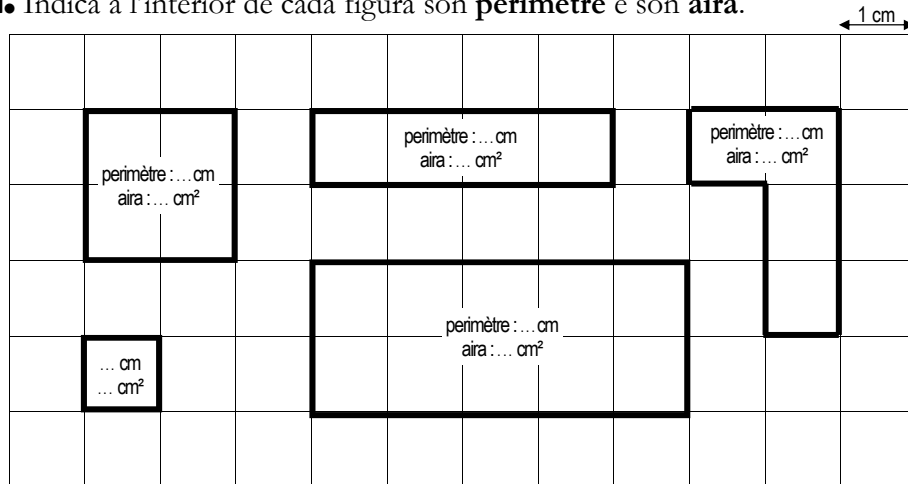 Indica a l'interior de cada figura son perimètre e son aira.
1 cm
perimètre : … cm
aira : … cm²
perimètre : … cm
aira : … cm²
perimètre : … cm
aira : … cm²
perimètre : … cm
aira : … cm²
… cm
… cm²